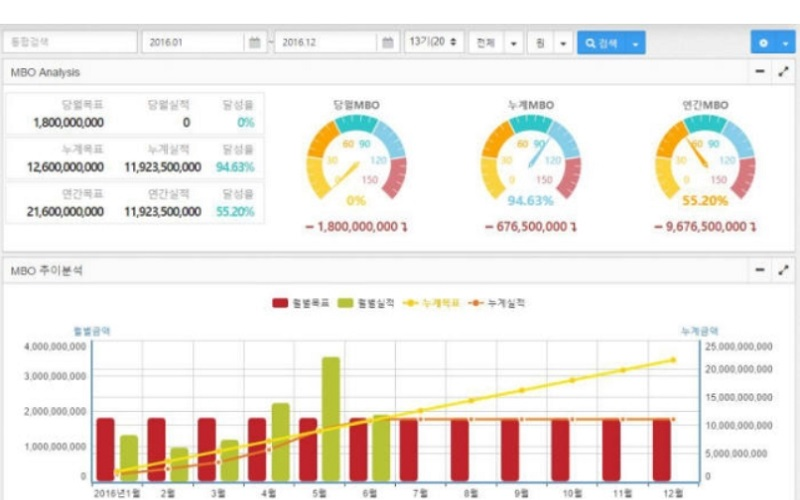 통합검색 2016.01 ~ 2016.12 13기(20 전체 월 검색
MBO Analysis
당월목표 당월실적 달성율
1,800,000,000 0 0%
누계목표 누계실적 달성율
12,600,000,000 11,923,500,000 94.63%
연간목표 연간실적 달성율
21,600,000,000 11,923,500,000 55.20%
당월MBO 누계MBO 연간MBO
0 30 60 90 120 150
30 60 90 120 150
30 60 90 120 150
0% 94.63% 55.20%
− 1,800,000,000 − 676,500,000 − 9,676,500,000
MBO 추이분석
월별목표 월별실적 누계목표 누계실적
월별금액 누계금액
4,000,000,000
3,000,000,000
2,000,000,000
1,000,000,000
0
25,000,000,000
20,000,000,000
15,000,000,000
10,000,000,000
5,000,000,000
0
2016년1월 2월 3월 4월 5월 6월 7월 8월 9월 10월 11월 12월